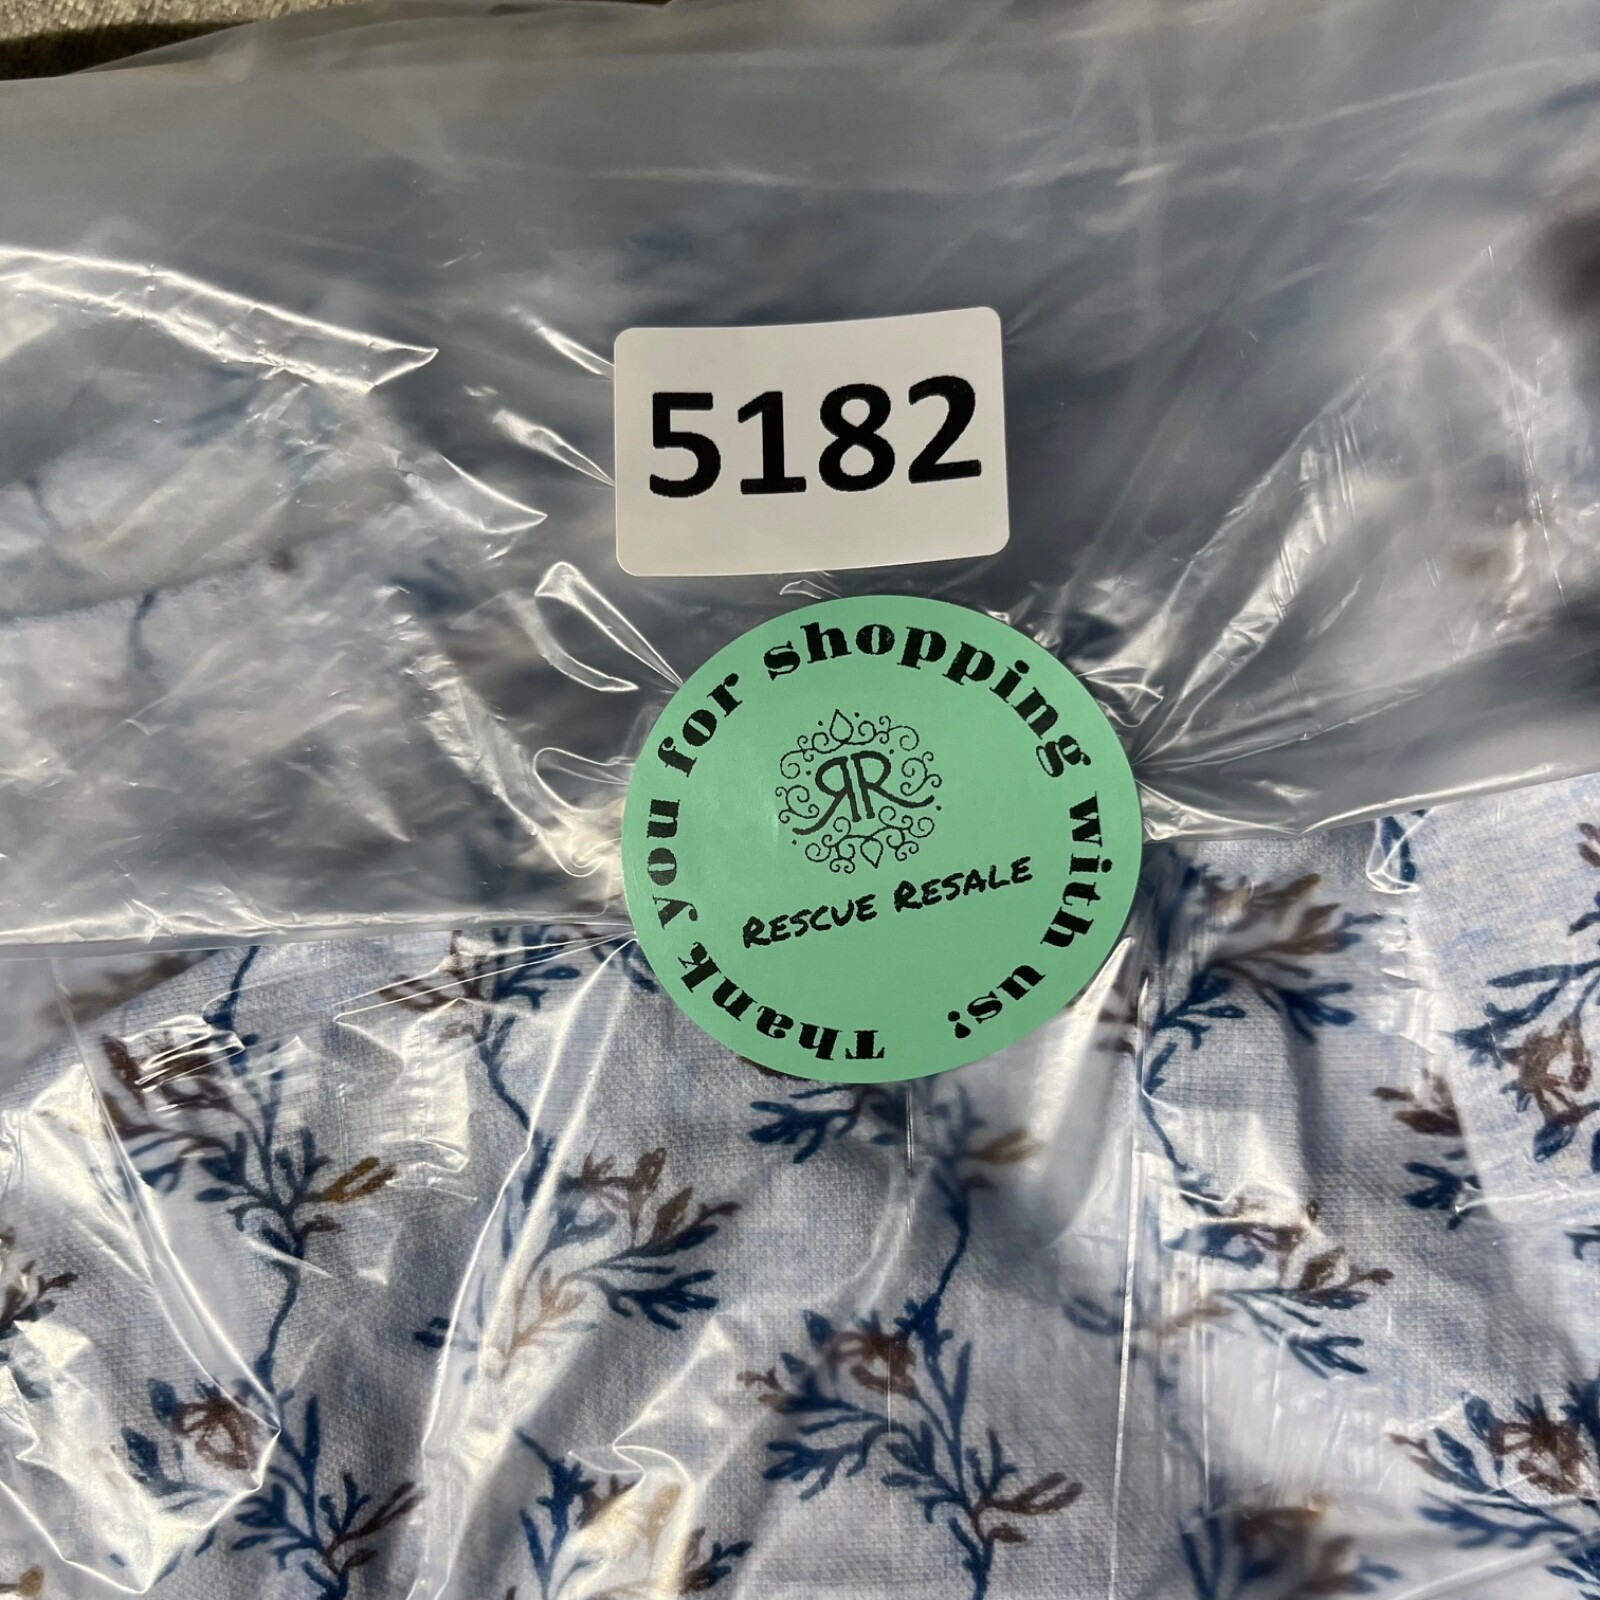 5182
Thank you for shopping with us!
RR
RESCUE RESALE